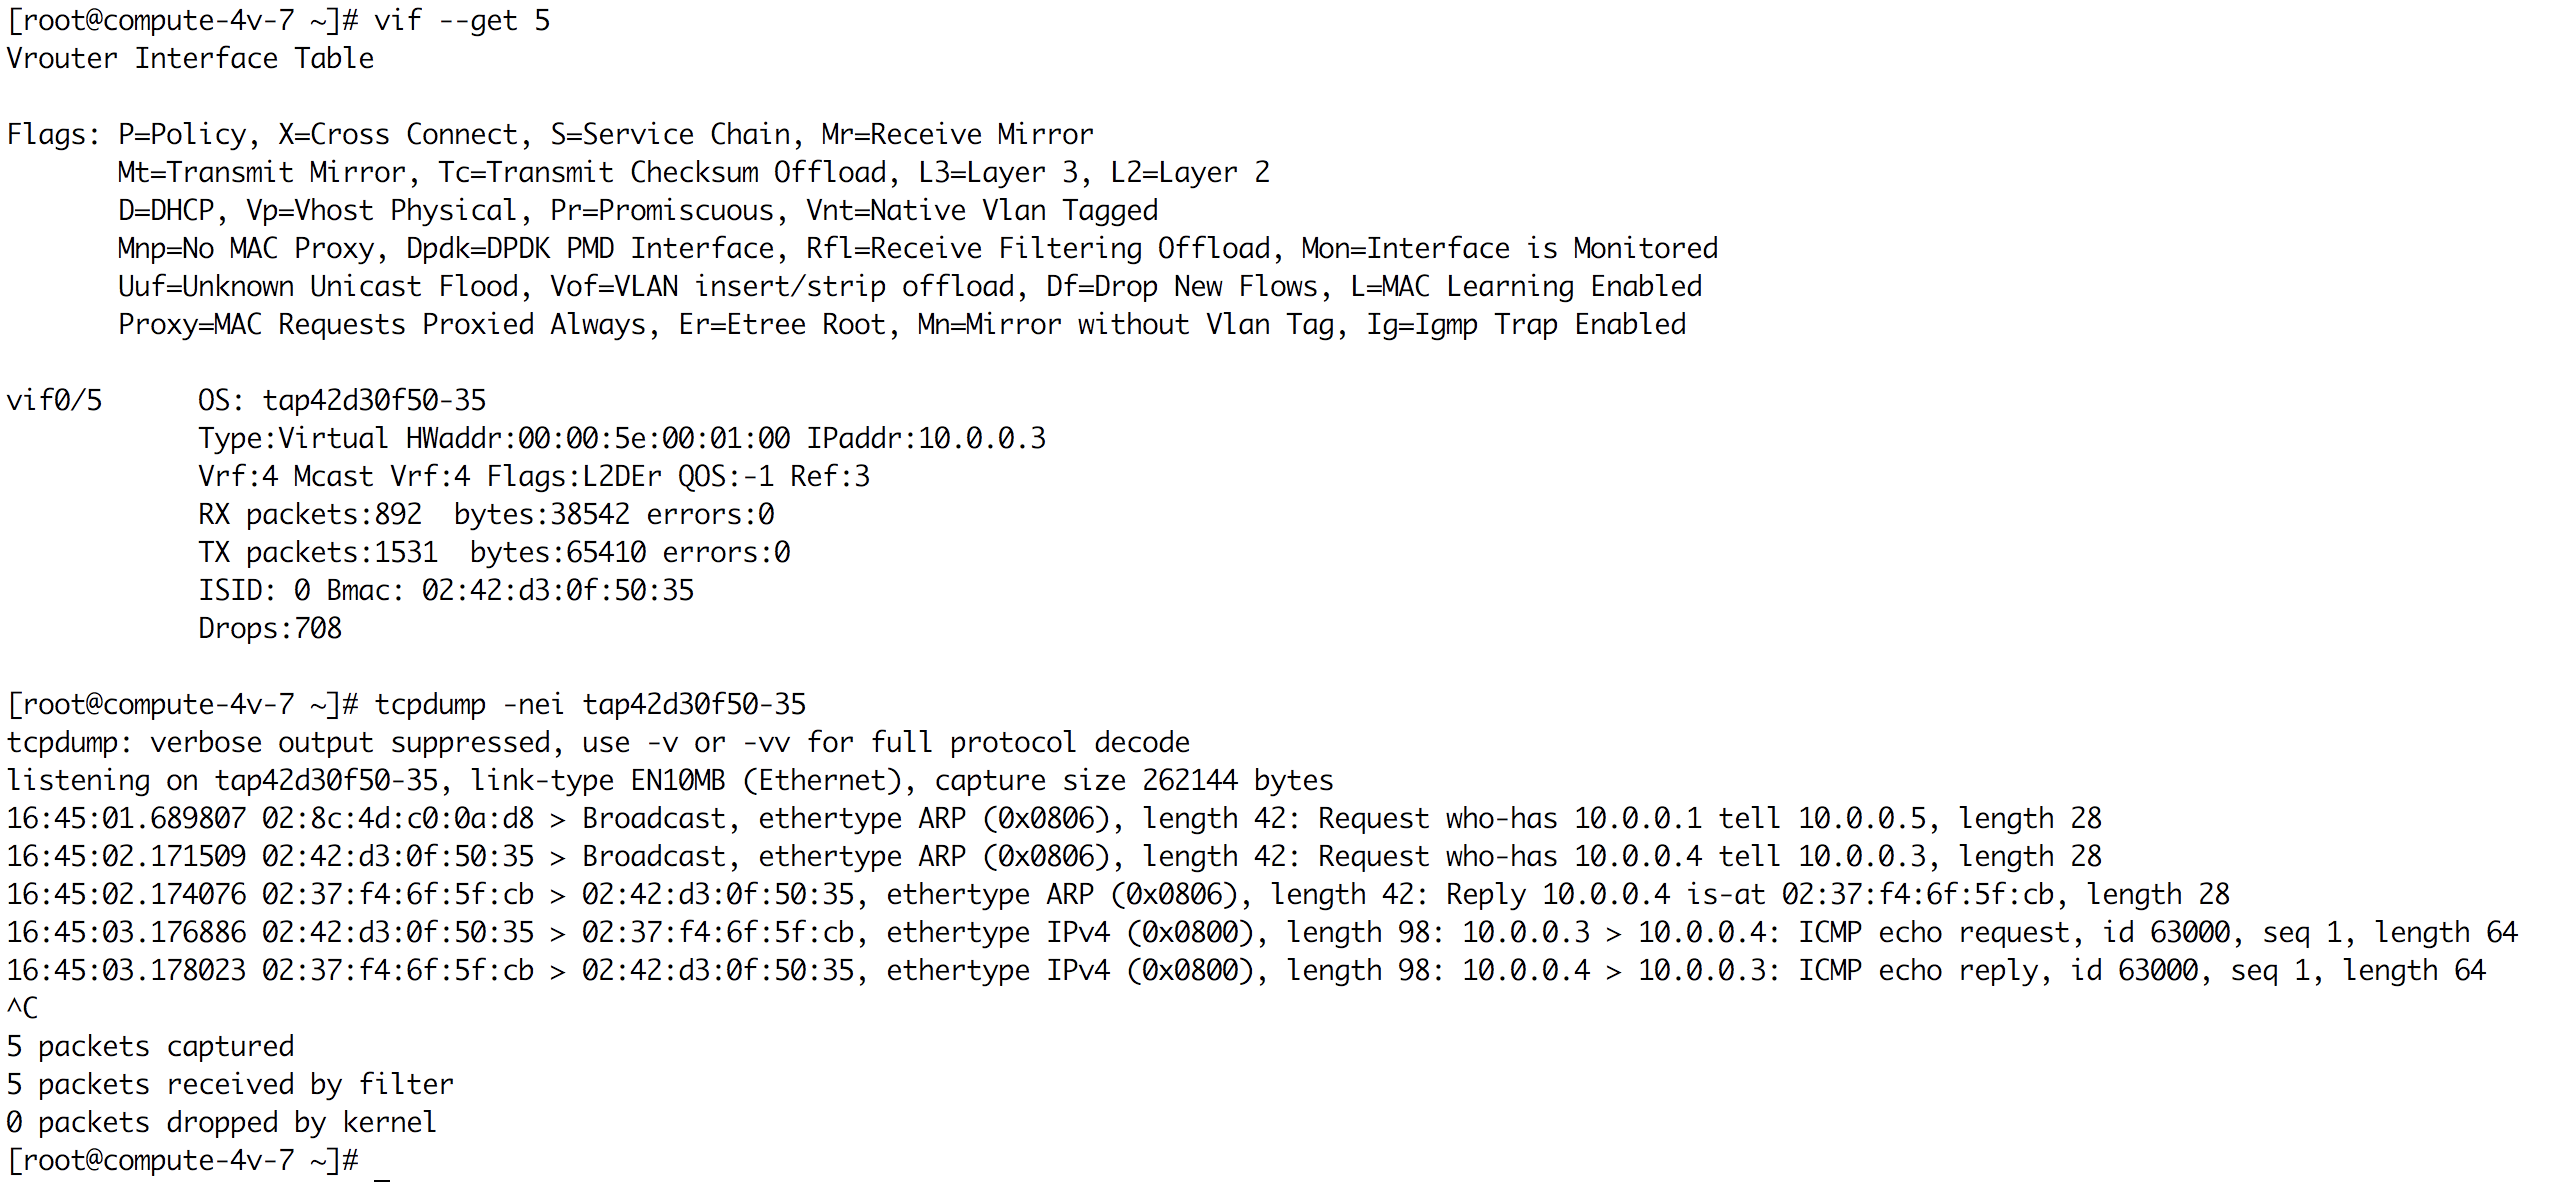 [root@compute-4v-7 ~]# vif --get 5
Vrouter Interface Table

Flags: P=Policy, X=Cross Connect, S=Service Chain, Mr=Receive Mirror
       Mt=Transmit Mirror, Tc=Transmit Checksum Offload, L3=Layer 3, L2=Layer 2
       D=DHCP, Vp=Vhost Physical, Pr=Promiscuous, Vnt=Native Vlan Tagged
       Mnp=No MAC Proxy, Dpdk=DPDK PMD Interface, Rfl=Receive Filtering Offload, Mon=Interface is Monitored
       Uuf=Unknown Unicast Flood, Vof=VLAN insert/strip offload, Df=Drop New Flows, L=MAC Learning Enabled
       Proxy=MAC Requests Proxied Always, Er=Etree Root, Mn=Mirror without Vlan Tag, Ig=Igmp Trap Enabled

vif0/5      OS: tap42d30f50-35
            Type:Virtual HWaddr:00:00:5e:00:01:00 IPaddr:10.0.0.3
            Vrf:4 Mcast Vrf:4 Flags:L2DEr QOS:-1 Ref:3
            RX packets:892  bytes:38542 errors:0
            TX packets:1531  bytes:65410 errors:0
            ISID: 0 Bmac: 02:42:d3:0f:50:35
            Drops:708

[root@compute-4v-7 ~]# tcpdump -nei tap42d30f50-35
tcpdump: verbose output suppressed, use -v or -vv for full protocol decode
listening on tap42d30f50-35, link-type EN10MB (Ethernet), capture size 262144 bytes
16:45:01.689807 02:8c:4d:c0:0a:d8 > Broadcast, ethertype ARP (0x0806), length 42: Request who-has 10.0.0.1 tell 10.0.0.5, length 28
16:45:02.171509 02:42:d3:0f:50:35 > Broadcast, ethertype ARP (0x0806), length 42: Request who-has 10.0.0.4 tell 10.0.0.3, length 28
16:45:02.174076 02:37:f4:6f:5f:cb > 02:42:d3:0f:50:35, ethertype ARP (0x0806), length 42: Reply 10.0.0.4 is-at 02:37:f4:6f:5f:cb, length 28
16:45:03.176886 02:42:d3:0f:50:35 > 02:37:f4:6f:5f:cb, ethertype IPv4 (0x0800), length 98: 10.0.0.3 > 10.0.0.4: ICMP echo request, id 63000, seq 1, length 64
16:45:03.178023 02:37:f4:6f:5f:cb > 02:42:d3:0f:50:35, ethertype IPv4 (0x0800), length 98: 10.0.0.4 > 10.0.0.3: ICMP echo reply, id 63000, seq 1, length 64
^C
5 packets captured
5 packets received by filter
0 packets dropped by kernel
[root@compute-4v-7 ~]# _